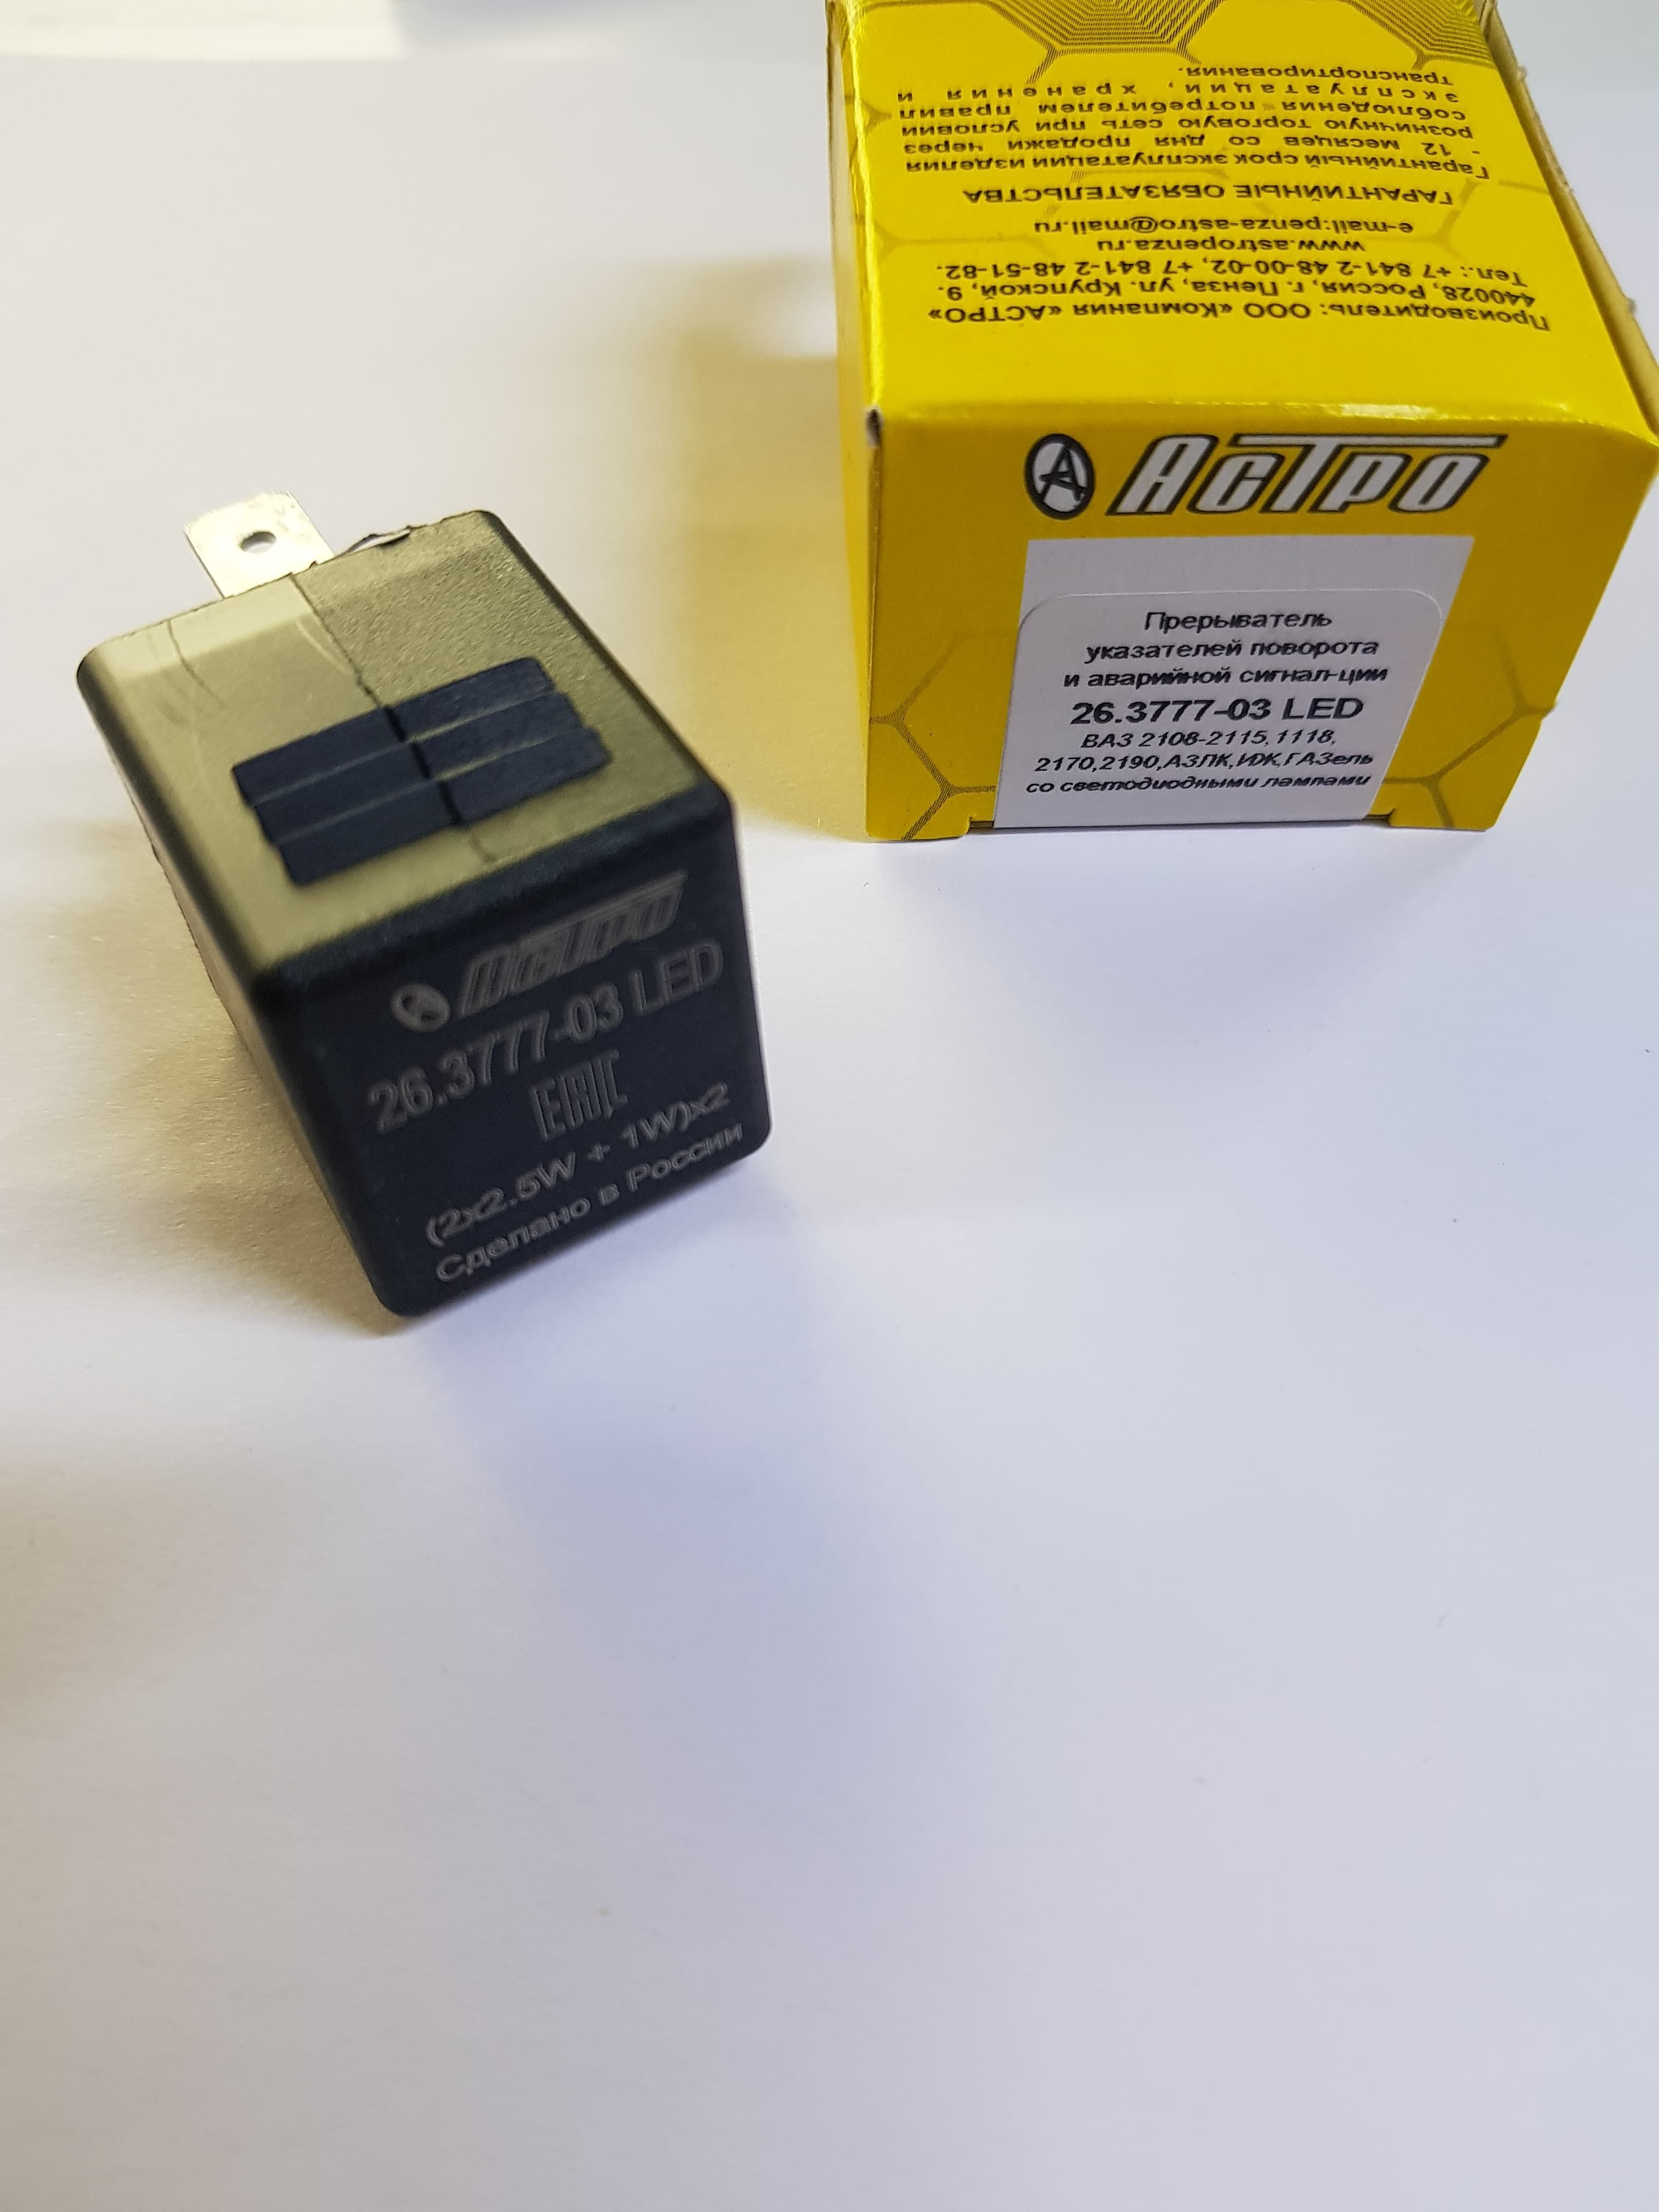 Производитель: ООО «Компания «АСТРО»
440028, Россия, г. Пенза, ул. Крупской, 9.
Тел.: +7 841-2 48-00-02, +7 841-2 48-51-82.
www.astropenza.ru
e-mail:penza-astro@mail.ru
ГАРАНТИЙНЫЕ ОБЯЗАТЕЛЬСТВА
Гарантийный срок эксплуатации изделия
- 12 месяцев со дня продажи через
розничную торговую сеть при условии
соблюдения потребителем правил
эксплуатации, хранения и
транспортирования.
АСТРО
Прерыватель
указателей поворота
и аварийной сигнал-ции
26.3777-03 LED
ВАЗ 2108-2115,1118,
2170,2190,АЗЛК,ИЖ,ГАЗель
со светодиодными лампами
АСТРО
26.3777-03 LED
EAC
(2x2.5W + 1W)x2
Сделано в России